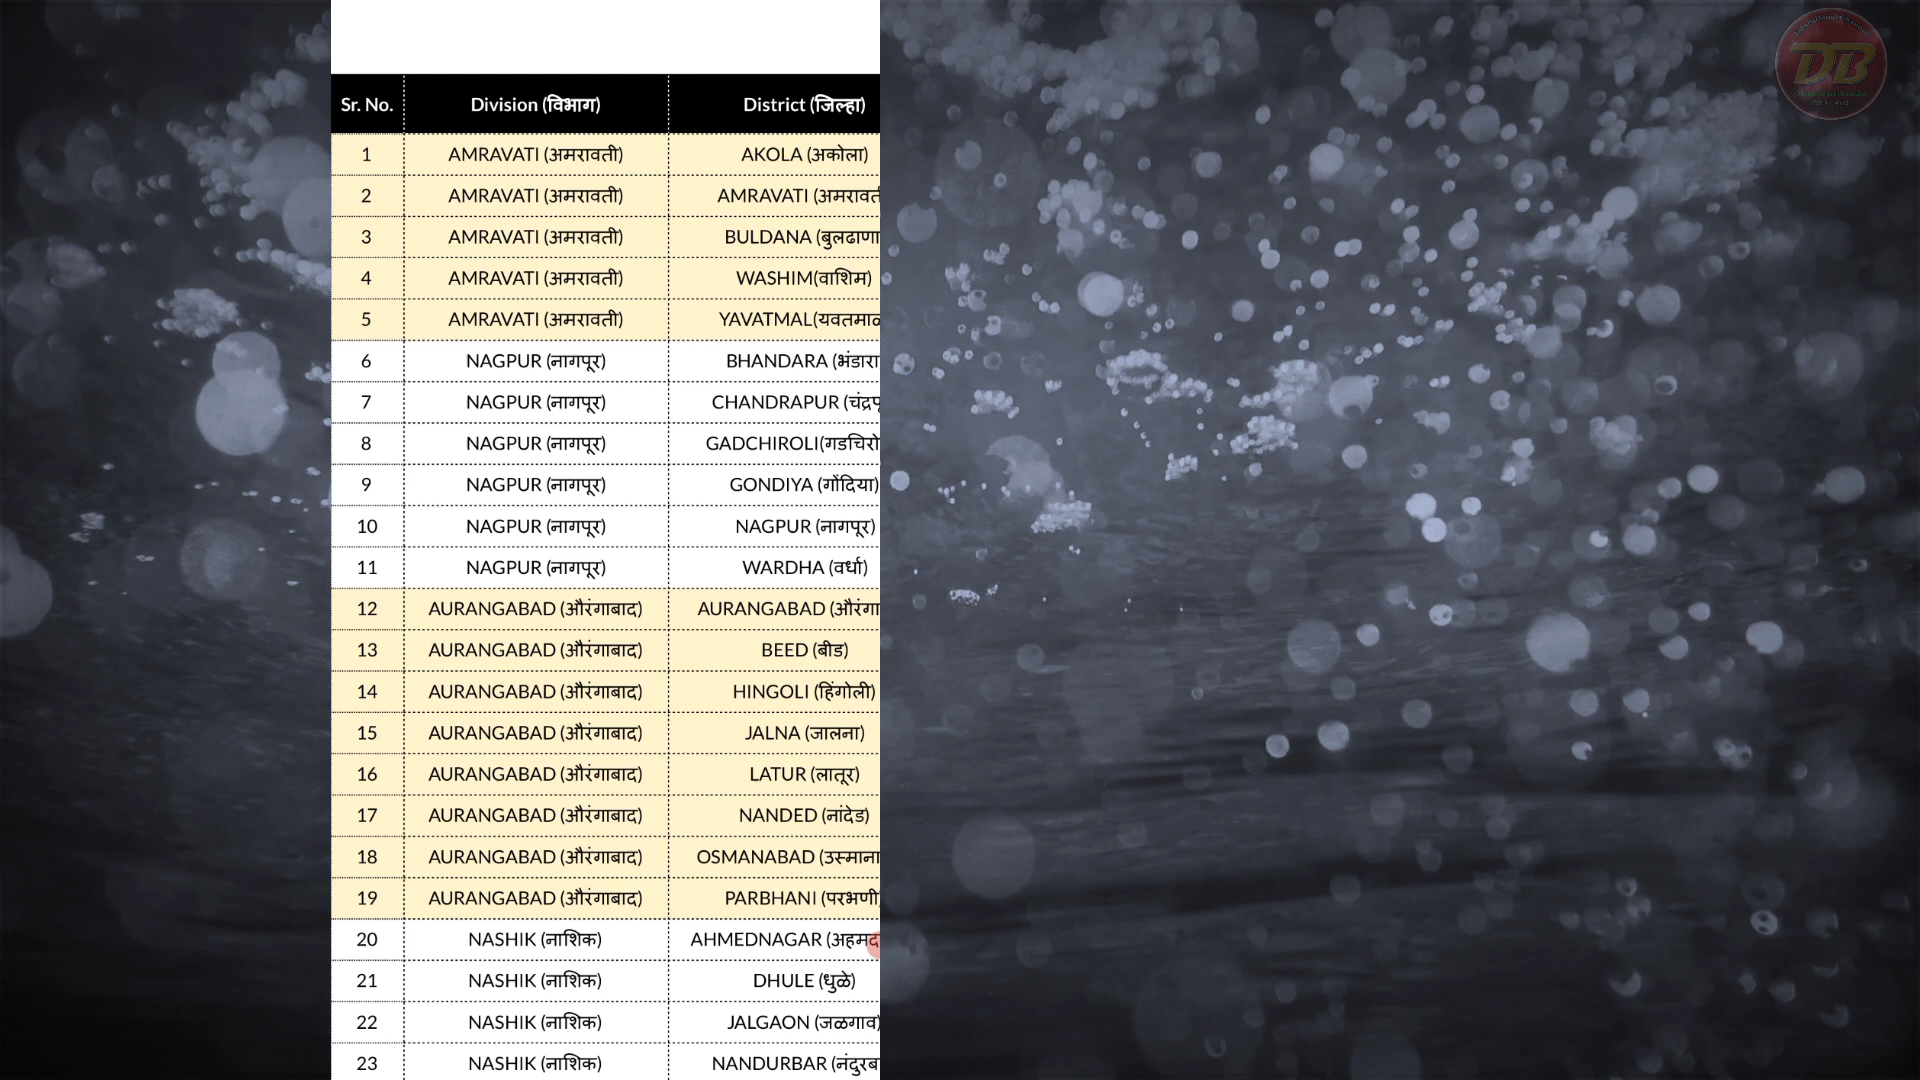 Sr. No. Division (विभाग) District (जिल्हा)
1 AMRAVATI (अमरावती) AKOLA (अकोला)
2 AMRAVATI (अमरावती) AMRAVATI (अमरावत
3 AMRAVATI (अमरावती) BULDANA (बुलढाणा
4 AMRAVATI (अमरावती) WASHIM(वाशिम)
5 AMRAVATI (अमरावती) YAVATMAL(यवतमा
6 NAGPUR (नागपूर) BHANDARA (भंडारा
7 NAGPUR (नागपूर) CHANDRAPUR (चंद्रपू
8 NAGPUR (नागपूर) GADCHIROLI(गडचिरो
9 NAGPUR (नागपूर) GONDIYA (गोंदिया)
10 NAGPUR (नागपूर) NAGPUR (नागपूर)
11 NAGPUR (नागपूर) WARDHA (वर्धा)
12 AURANGABAD (औरंगाबाद) AURANGABAD (औरंगा
13 AURANGABAD (औरंगाबाद) BEED (बीड)
14 AURANGABAD (औरंगाबाद) HINGOLI (हिंगोली)
15 AURANGABAD (औरंगाबाद) JALNA (जालना)
16 AURANGABAD (औरंगाबाद) LATUR (लातूर)
17 AURANGABAD (औरंगाबाद) NANDED (नांदेड)
18 AURANGABAD (औरंगाबाद) OSMANABAD (उस्माना
19 AURANGABAD (औरंगाबाद) PARBHANI (परभणी)
20 NASHIK (नाशिक) AHMEDNAGAR (अहमद
21 NASHIK (नाशिक) DHULE (धुळे)
22 NASHIK (नाशिक) JALGAON (जळगाव)
23 NASHIK (नाशिक) NANDURBAR (नंदुरब
DB